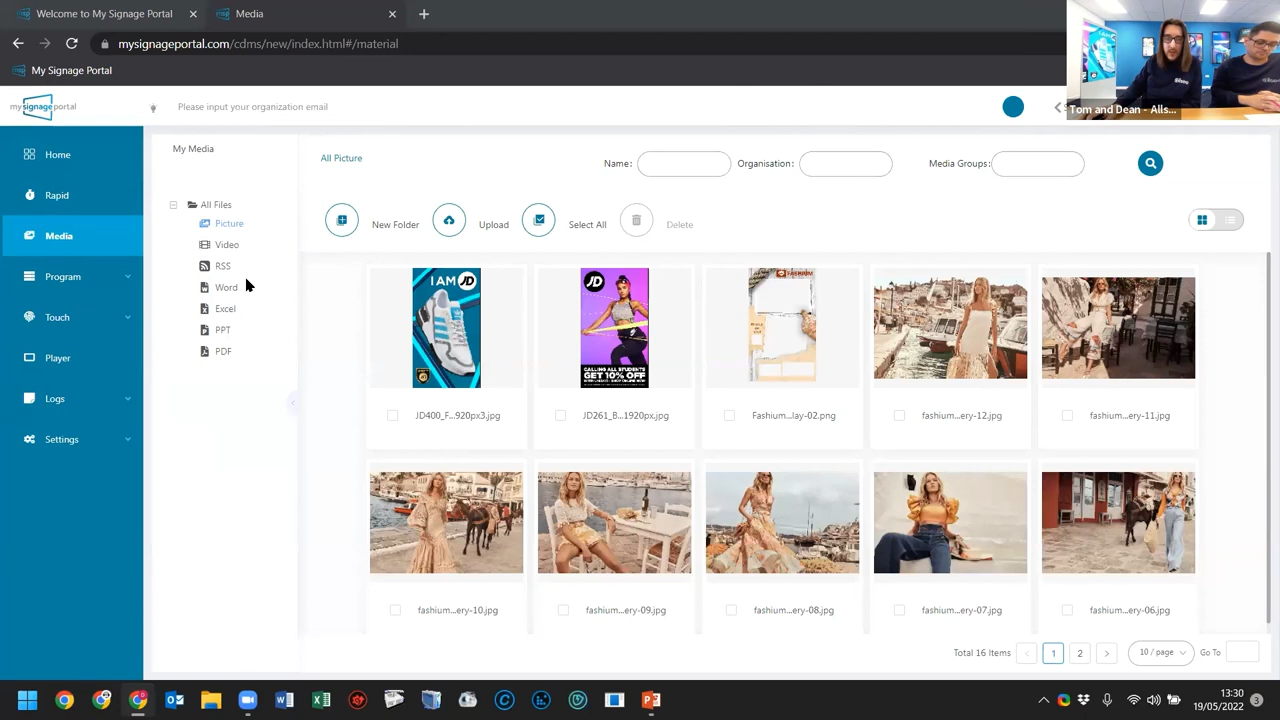 Welcome to My Signage Portal
Media
mysignageportal.com/cdms/new/index.html#/material
My Signage Portal
my signage portal
Please input your organization email
Tom and Dean - Alls...
Home
Rapid
Media
Program
Touch
Player
Logs
Settings
My Media
All Files
Picture
Video
RSS
Word
Excel
PPT
PDF
All Picture
Name:
Organisation:
Media Groups:
New Folder
Upload
Select All
Delete
I AM JD
JD
CALLING ALL STUDENTS
GET 10% OFF
JD400_F...920px3.jpg
JD261_B...1920px.jpg
Fashium...lay-02.png
fashium...ery-12.jpg
fashium...ery-11.jpg
fashium...ery-10.jpg
fashium...ery-09.jpg
fashium...ery-08.jpg
fashium...ery-07.jpg
fashium...ery-06.jpg
Total 16 Items
1
2
10 / page
Go To
13:30
19/05/2022
3